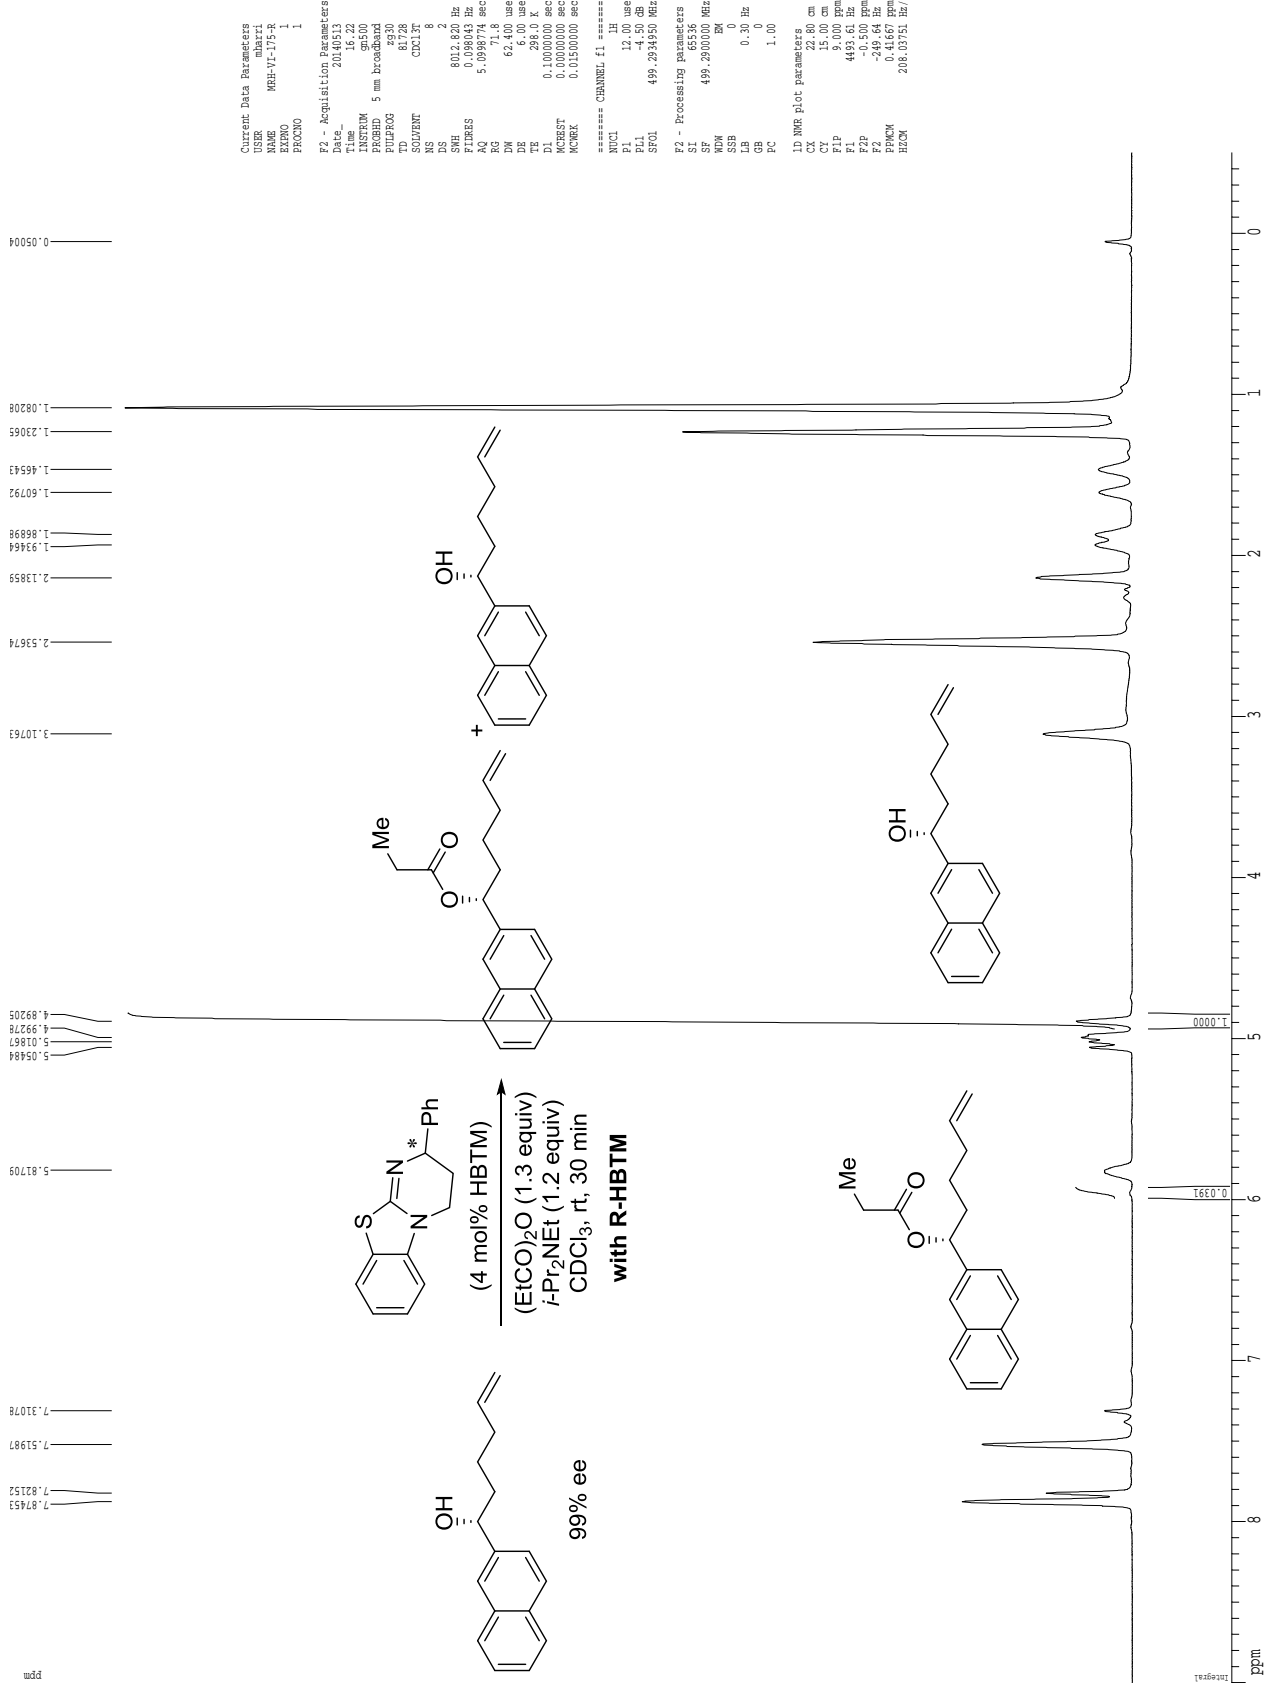 Current Data Parameters
USER mharri
NAME MRH-VI-175-R
EXPNO 1
PROCNO 1
F2 - Acquisition Parameters
Date_ 20140513
Time 16.22
INSTRUM gn500
PROBHD 5 mm broadband
PULPROG zg30
TD 81728
SOLVENT CDCl3T
NS 8
DS 2
SWH 8012.820 Hz
FIDRES 0.098043 Hz
AQ 5.0998774 sec
RG 71.8
DW 62.400 use
DE 6.00 use
TE 298.0 K
D1 0.10000000 sec
MCREST 0.00000000 sec
MCWRK 0.01500000 sec
======== CHANNEL f1 ========
NUC1 1H
P1 12.00 use
PL1 -4.50 dB
SFO1 499.2934950 MHz
F2 - Processing parameters
SI 65536
SF 499.2900000 MHz
WDW EM
SSB 0
LB 0.30 Hz
GB 0
PC 1.00
1D NMR plot parameters
CX 22.80 cm
CY 15.00 cm
F1P 9.000 ppm
F1 4493.61 Hz
F2P -0.500 ppm
F2 -249.64 Hz
PPMCM 0.41667 ppm
HZCM 208.03751 Hz/
ppm
7.87453
7.82152
7.51987
7.31078
5.81709
5.05484
5.01867
4.99278
4.89205
3.10763
2.53674
2.13859
1.93464
1.86898
1.60792
1.46543
1.23065
1.08208
0.05004
OH
99% ee
S
N
N
*
Ph
(4 mol% HBTM)
(EtCO)2O (1.3 equiv)
i-Pr2NEt (1.2 equiv)
CDCl3, rt, 30 min
with R-HBTM
Me
O
O
+
OH
Me
O
O
OH
Integral
0.0391
1.0000
ppm 8 7 6 5 4 3 2 1 0